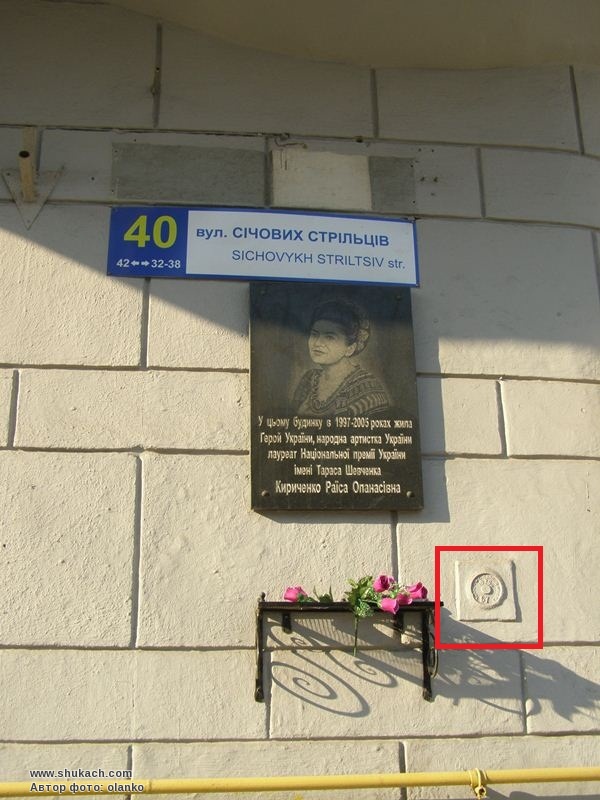 40
42 ↔ 32-38
вул. СІЧОВИХ СТРІЛЬЦІВ
SICHOVYKH STRILTSIV str.
У цьому будинку в 1997-2005 роках жила
Герой України, народна артистка України
лауреат Національної премії України
імені Тараса Шевченка
Кириченко Раїса Опанасівна
www.shukach.com
Автор фото: olanko